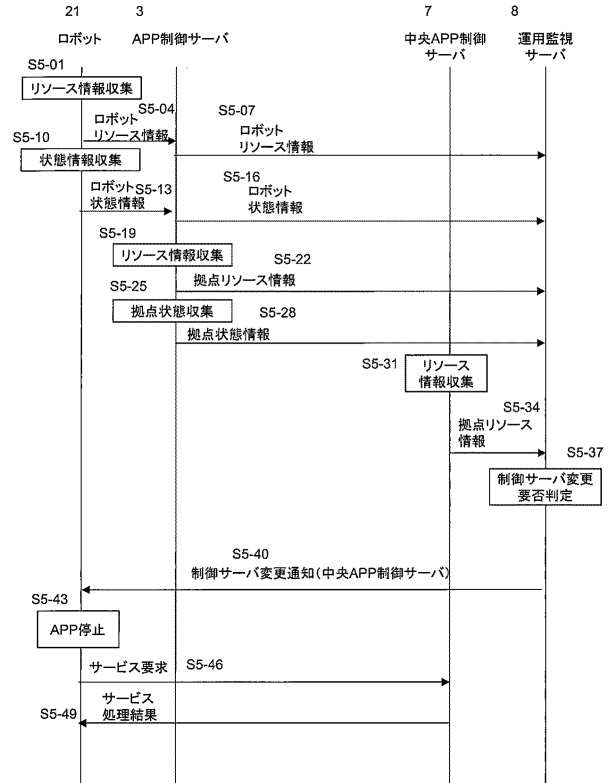 21 3 7 8
ロボット APP制御サーバ 中央APP制御 運用監視
サーバ サーバ
S5-01
リソース情報収集
S5-04
ロボット
リソース情報
S5-07
ロボット
リソース情報
S5-10
状態情報収集
ロボット S5-13
状態情報
S5-16
ロボット
状態情報
S5-19
リソース情報収集
S5-22
拠点リソース情報
S5-25
拠点状態収集
S5-28
拠点状態情報
S5-31
リソース
情報収集
S5-34
拠点リソース
情報
S5-37
制御サーバ変更
要否判定
S5-40
制御サーバ変更通知(中央APP制御サーバ)
S5-43
APP停止
サービス要求 S5-46
サービス
処理結果
S5-49